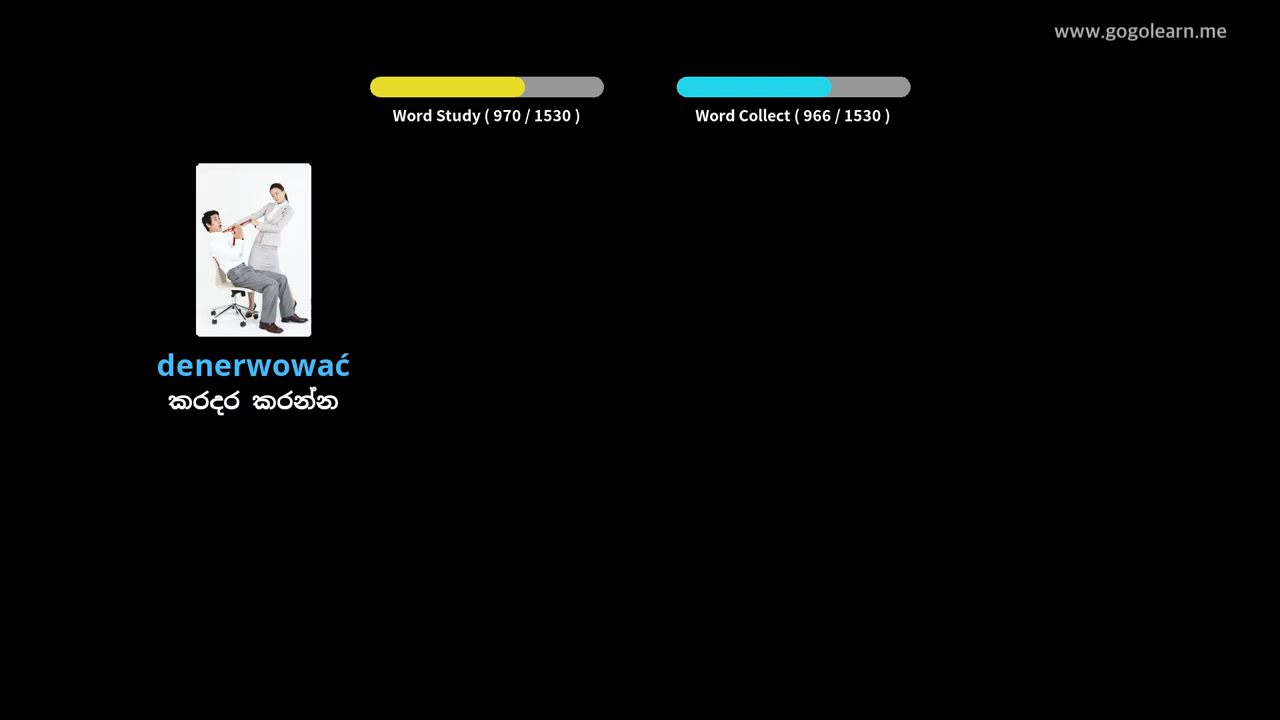 www.gogolearn.me
Word Study ( 970 / 1530 )
Word Collect ( 966 / 1530 )
denerwować
කරදර කරන්න